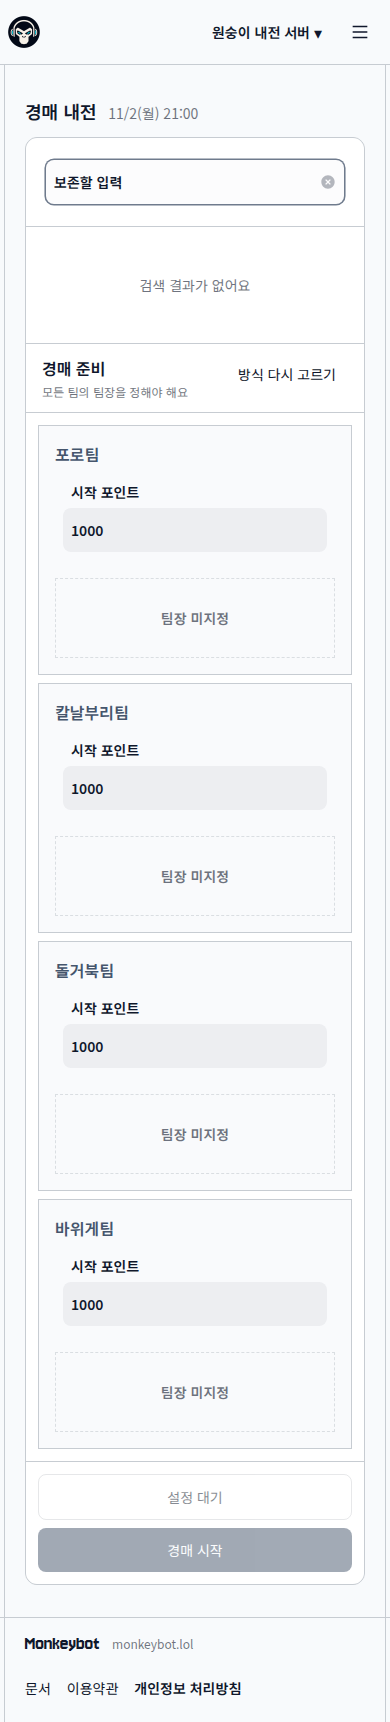 원숭이 내전 서버 ▾
경매 내전 11/2(월) 21:00
보존할 입력
검색 결과가 없어요
경매 준비
방식 다시 고르기
모든 팀의 팀장을 정해야 해요
포로팀
시작 포인트
1000
팀장 미지정
칼날부리팀
시작 포인트
1000
팀장 미지정
돌거북팀
시작 포인트
1000
팀장 미지정
바위게팀
시작 포인트
1000
팀장 미지정
설정 대기
경매 시작
Monkeybot monkeybot.lol
문서 이용약관 개인정보 처리방침